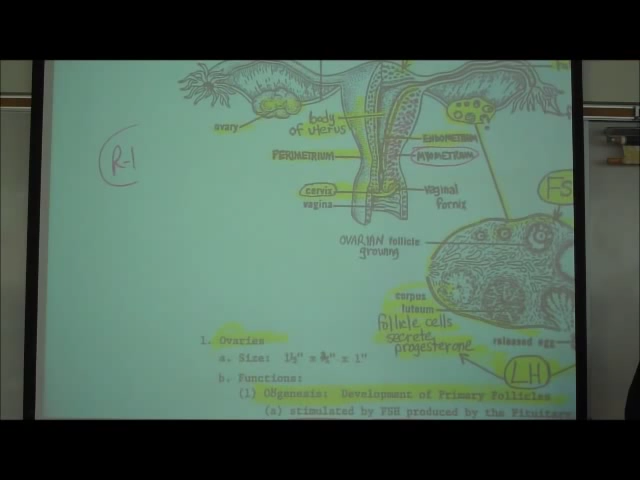 R-1
ovary
body
of uterus
ENDOMETRIUM
PERIMETRIUM
MYOMETRIUM
cervix
vagina
vaginal
fornix
FS
OVARIAN follicle
growing
corpus
luteum
follicle cells
secrete
progesterone
released egg
LH
1. Ovaries
a. Size: 1½" x ¾" x 1"
b. Functions:
(1) Oögenesis: Development of Primary Follicles
(a) stimulated by FSH produced by the Pituitary